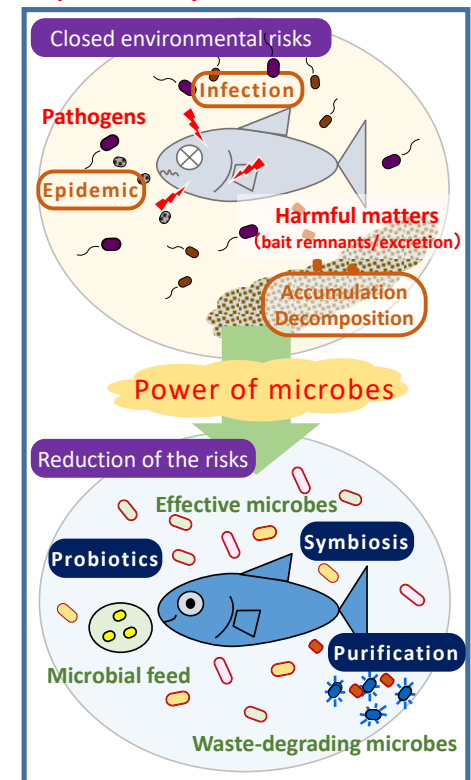 Closed environmental risks
Infection
Pathogens
Epidemic
Harmful matters
(bait remnants/excretion)
Accumulation
Decomposition
Power of microbes
Reduction of the risks
Effective microbes
Symbiosis
Probiotics
Purification
Microbial feed
Waste-degrading microbes